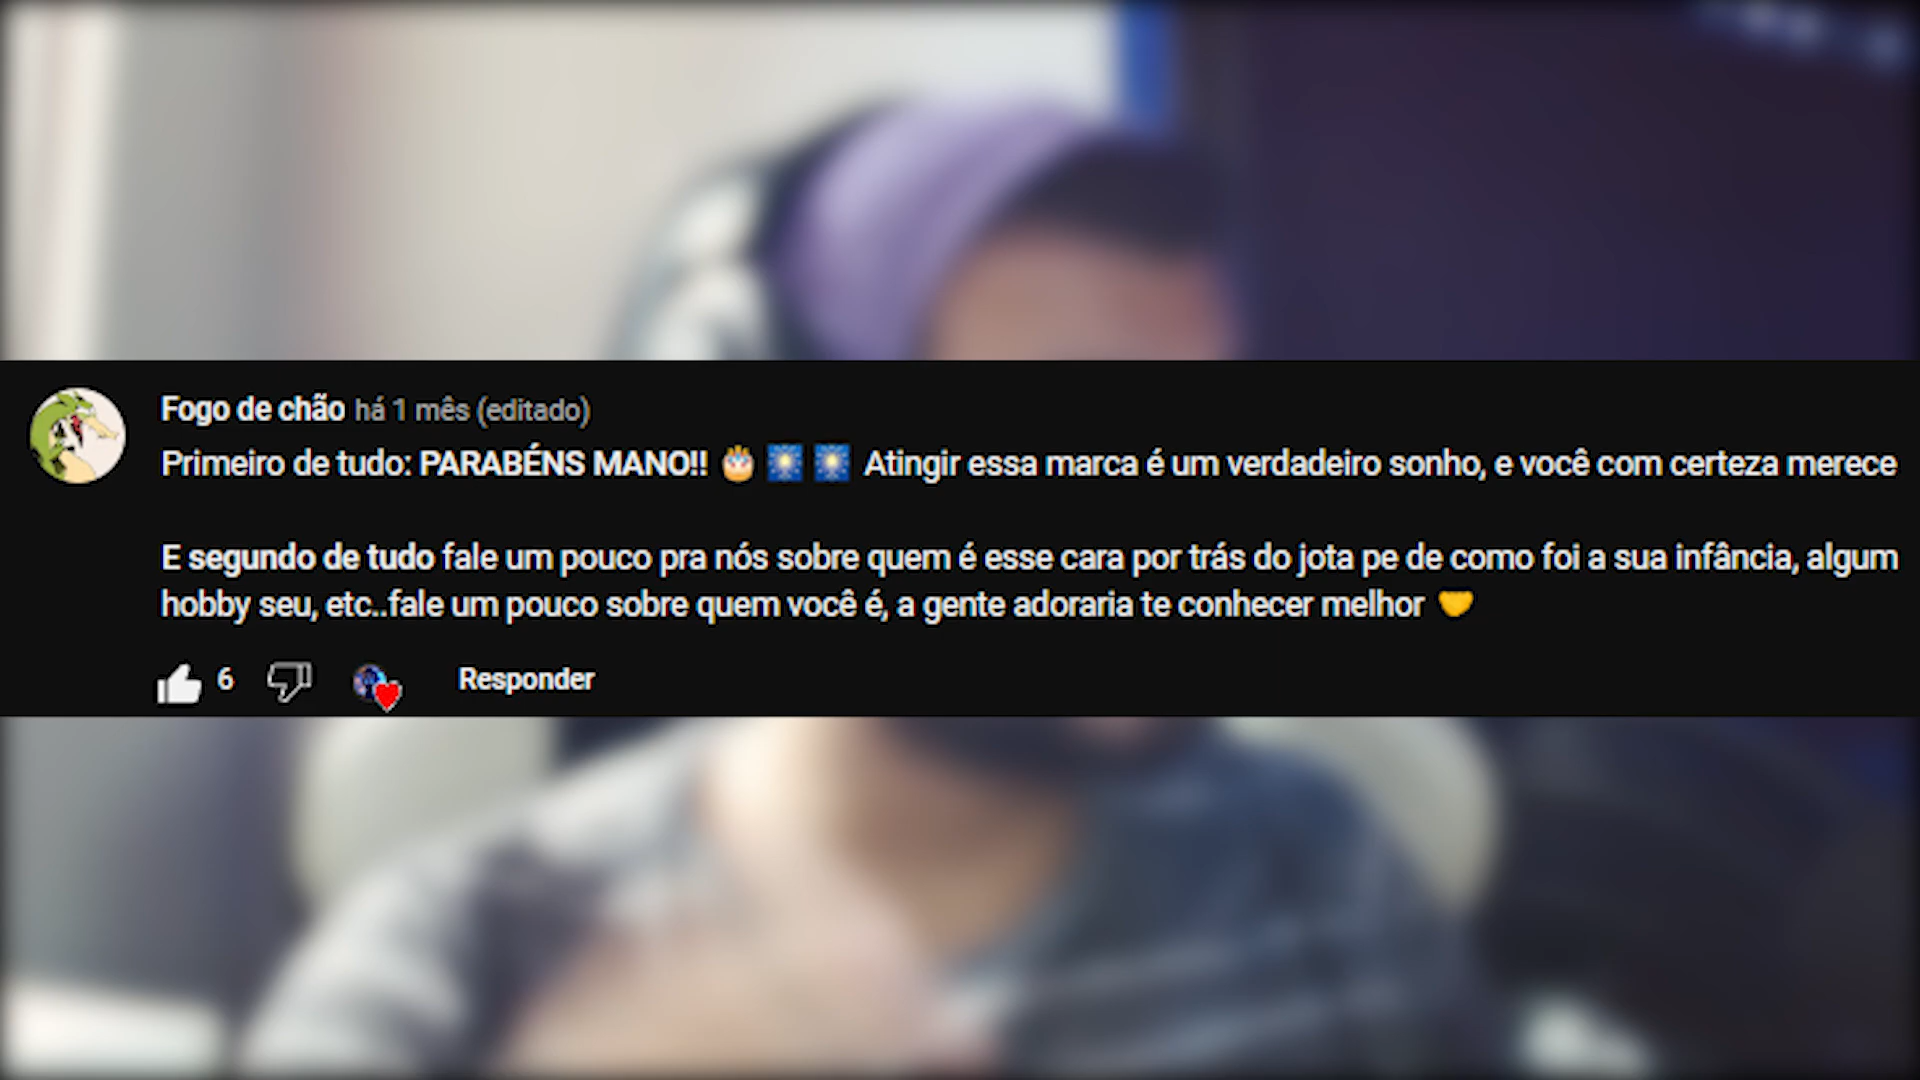 Fogo de chão há 1 mês (editado)
Primeiro de tudo: PARABÉNS MANO!! 🎂 🎇 🎇 Atingir essa marca é um verdadeiro sonho, e você com certeza merece
E segundo de tudo fale um pouco pra nós sobre quem é esse cara por trás do jota pe de como foi a sua infância, algum
hobby seu, etc..fale um pouco sobre quem você é, a gente adoraria te conhecer melhor 🤝
6 Responder